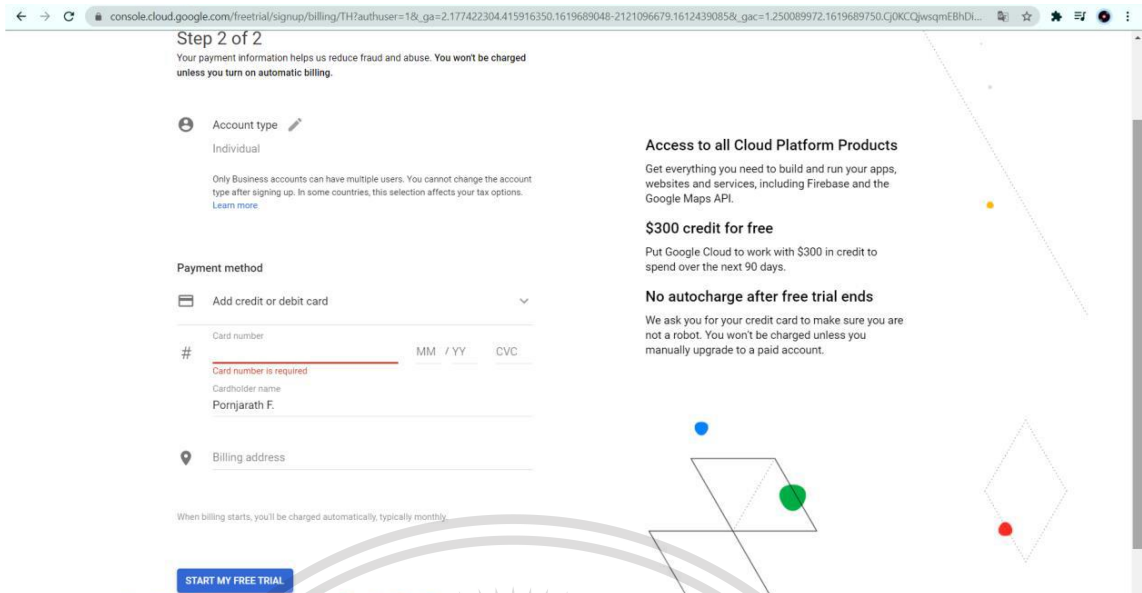 console.cloud.google.com/freetrial/signup/billing/TH?authuser=1&_ga=2.177422304.415916350.1619689048-2121096679.1612439085&_gac=1.250089972.1619689750.Cj0KCQjwsqmEBhDi...
Step 2 of 2
Your payment information helps us reduce fraud and abuse. You won't be charged
unless you turn on automatic billing.
Account type
Individual
Only Business accounts can have multiple users. You cannot change the account
type after signing up. In some countries, this selection affects your tax options.
Learn more
Payment method
Add credit or debit card
Card number
# MM / YY CVC
Card number is required
Cardholder name
Pornjarath F.
Billing address
When billing starts, you'll be charged automatically, typically monthly.
START MY FREE TRIAL
Access to all Cloud Platform Products
Get everything you need to build and run your apps,
websites and services, including Firebase and the
Google Maps API.
$300 credit for free
Put Google Cloud to work with $300 in credit to
spend over the next 90 days.
No autocharge after free trial ends
We ask you for your credit card to make sure you are
not a robot. You won't be charged unless you
manually upgrade to a paid account.